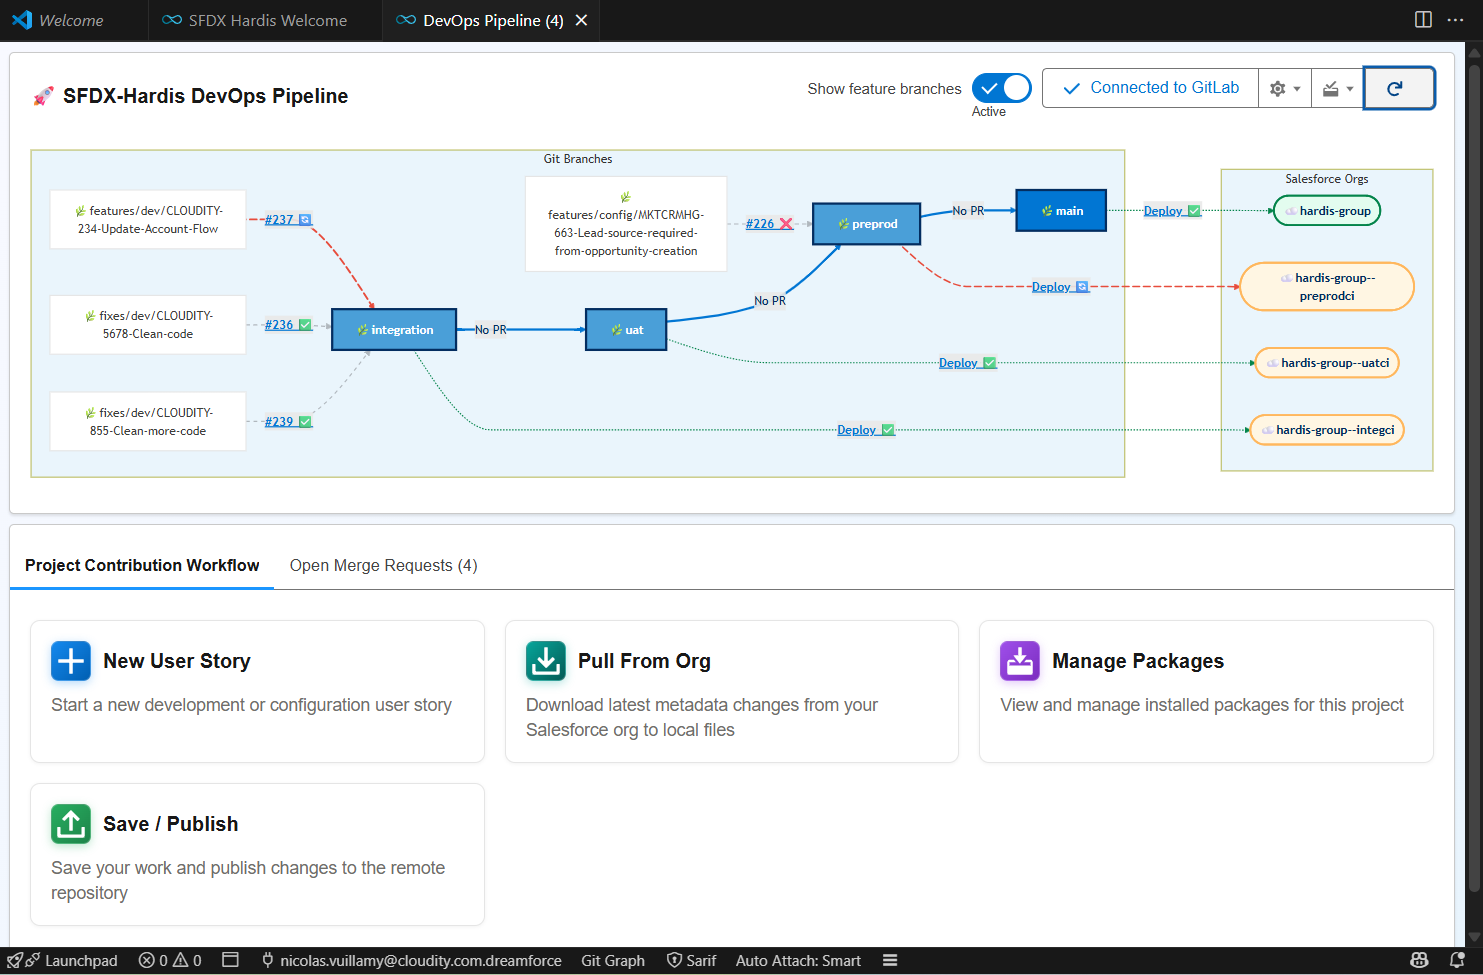 Welcome
SFDX Hardis Welcome
DevOps Pipeline (4)
SFDX-Hardis DevOps Pipeline
Show feature branches
Active
Connected to GitLab
Git Branches
features/dev/CLOUDITY-
234-Update-Account-Flow
#237
features/config/MKTCRMHG-
663-Lead-source-required-
from-opportunity-creation
#226
preprod
No PR
main
Deploy
Salesforce Orgs
hardis-group
Deploy
hardis-group--
preprodci
fixes/dev/CLOUDITY-
5678-Clean-code
#236
integration
No PR
uat
No PR
Deploy
hardis-group--uatci
fixes/dev/CLOUDITY-
855-Clean-more-code
#239
Deploy
hardis-group--integci
Project Contribution Workflow
Open Merge Requests (4)
New User Story
Start a new development or configuration user story
Pull From Org
Download latest metadata changes from your
Salesforce org to local files
Manage Packages
View and manage installed packages for this project
Save / Publish
Save your work and publish changes to the remote
repository
Launchpad
0
0
nicolas.vuillamy@cloudity.com.dreamforce
Git Graph
Sarif
Auto Attach: Smart